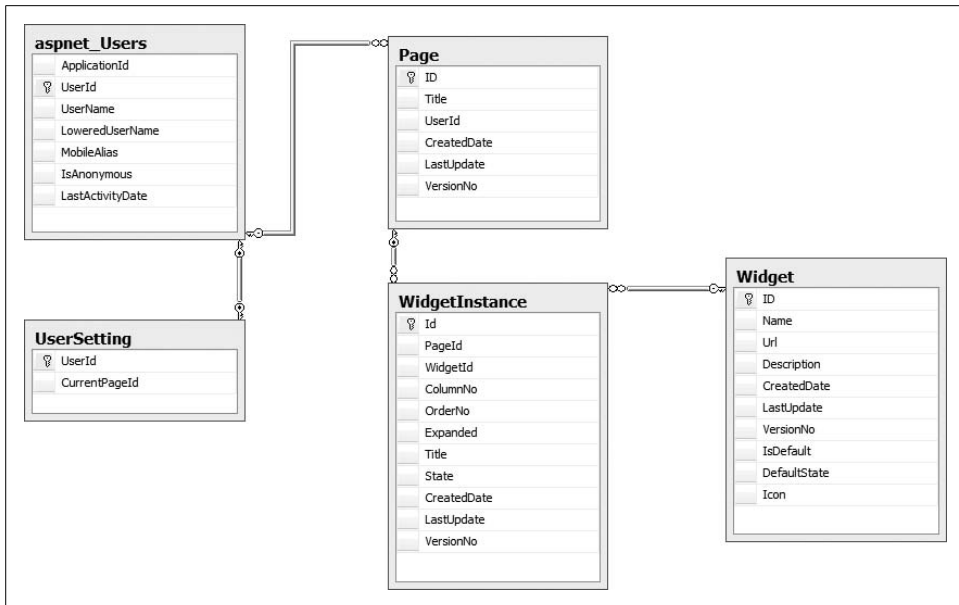 aspnet_Users
ApplicationId
UserId
UserName
LoweredUserName
MobileAlias
IsAnonymous
LastActivityDate
Page
ID
Title
UserId
CreatedDate
LastUpdate
VersionNo
UserSetting
UserId
CurrentPageId
WidgetInstance
Id
PageId
WidgetId
ColumnNo
OrderNo
Expanded
Title
State
CreatedDate
LastUpdate
VersionNo
Widget
ID
Name
Url
Description
CreatedDate
LastUpdate
VersionNo
IsDefault
DefaultState
Icon